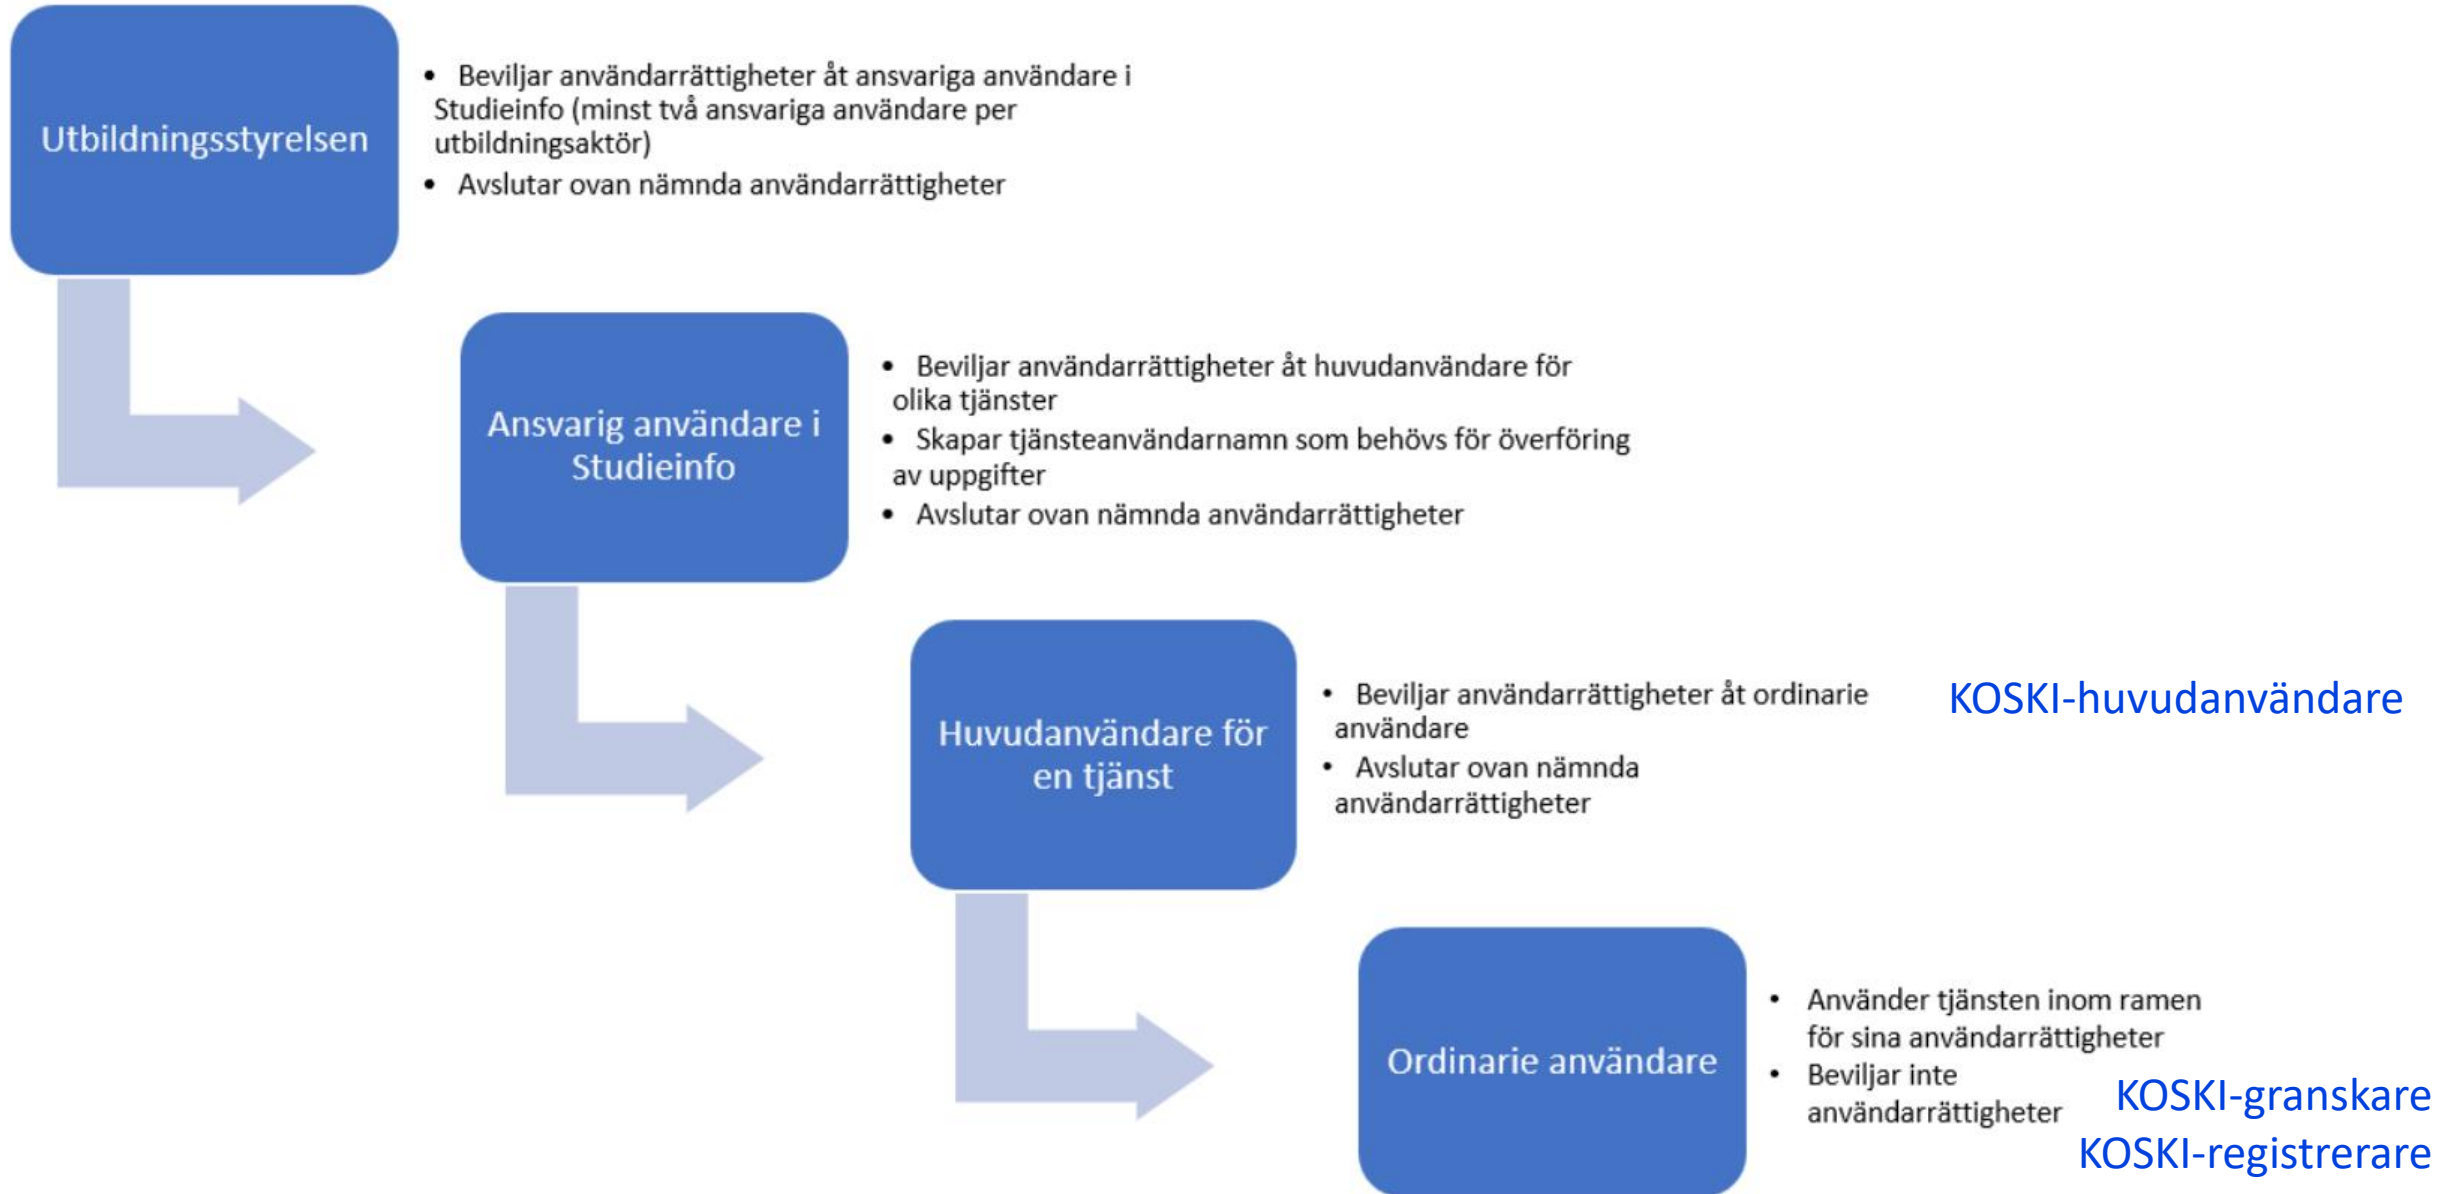 Utbildningsstyrelsen
• Beviljar användarrättigheter åt ansvariga användare i
Studieinfo (minst två ansvariga användare per
utbildningsaktör)
• Avslutar ovan nämnda användarrättigheter
Ansvarig användare i
Studieinfo
• Beviljar användarrättigheter åt huvudanvändare för
olika tjänster
• Skapar tjänsteanvändarnamn som behövs för överföring
av uppgifter
• Avslutar ovan nämnda användarrättigheter
Huvudanvändare för
en tjänst
• Beviljar användarrättigheter åt ordinarie
användare
• Avslutar ovan nämnda
användarrättigheter
KOSKI-huvudanvändare
Ordinarie användare
• Använder tjänsten inom ramen
för sina användarrättigheter
• Beviljar inte
användarrättigheter
KOSKI-granskare
KOSKI-registrerare